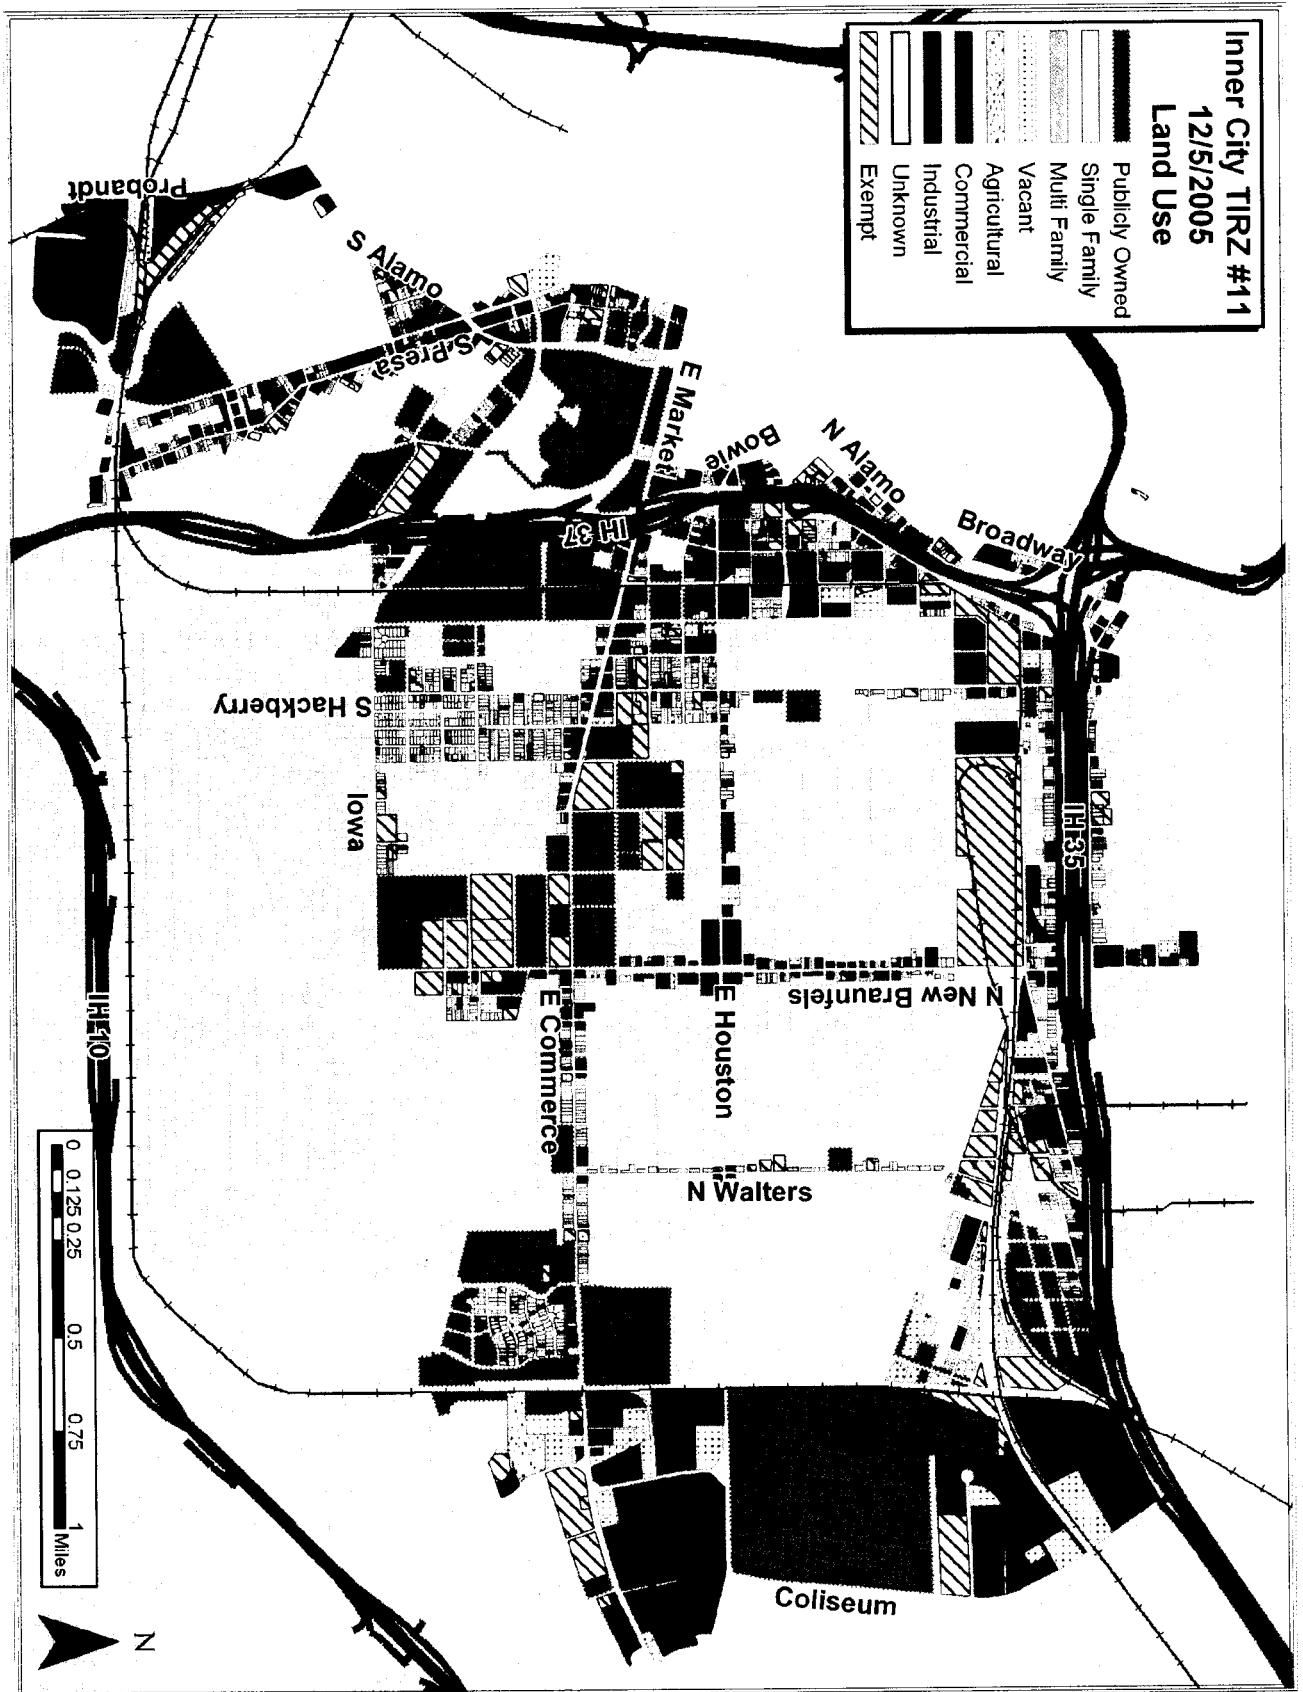 Inner City TIRZ #11
12/5/2005
Land Use
Publicly Owned
Single Family
Multi Family
Vacant
Agricultural
Commercial
Industrial
Unknown
Exempt
Probandt
S Alamo
S Presa
E Market
Bowie
N Alamo
Broadway
IH 37
S Hackberry
Iowa
IH 35
N New Braunfels
E Houston
E Commerce
N Walters
IH 10
Coliseum
0 0.125 0.25 0.5 0.75 1
Miles
N